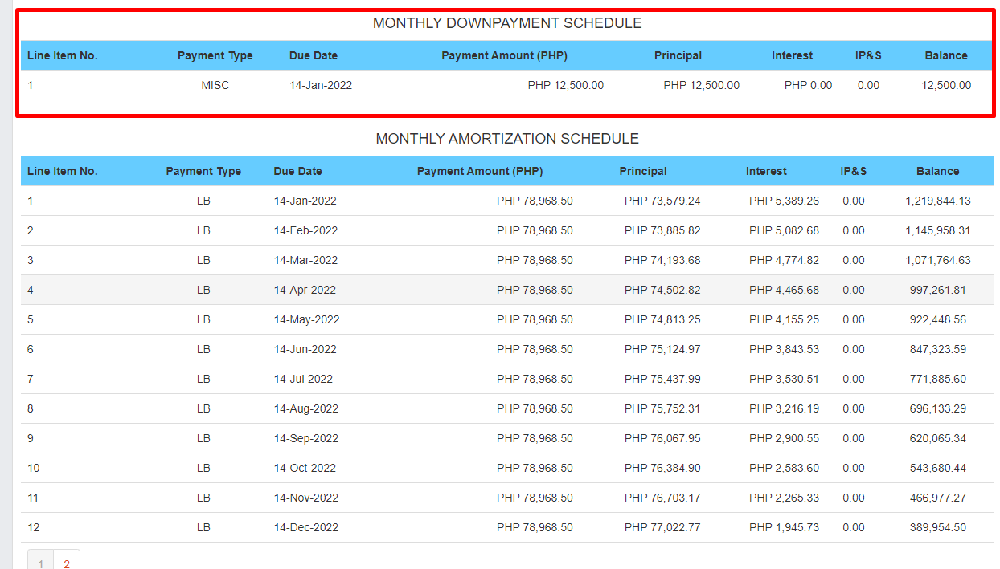 MONTHLY DOWNPAYMENT SCHEDULE
Line Item No. Payment Type Due Date Payment Amount (PHP) Principal Interest IP&S Balance
1 MISC 14-Jan-2022 PHP 12,500.00 PHP 12,500.00 PHP 0.00 0.00 12,500.00
MONTHLY AMORTIZATION SCHEDULE
Line Item No. Payment Type Due Date Payment Amount (PHP) Principal Interest IP&S Balance
1 LB 14-Jan-2022 PHP 78,968.50 PHP 73,579.24 PHP 5,389.26 0.00 1,219,844.13
2 LB 14-Feb-2022 PHP 78,968.50 PHP 73,885.82 PHP 5,082.68 0.00 1,145,958.31
3 LB 14-Mar-2022 PHP 78,968.50 PHP 74,193.68 PHP 4,774.82 0.00 1,071,764.63
4 LB 14-Apr-2022 PHP 78,968.50 PHP 74,502.82 PHP 4,465.68 0.00 997,261.81
5 LB 14-May-2022 PHP 78,968.50 PHP 74,813.25 PHP 4,155.25 0.00 922,448.56
6 LB 14-Jun-2022 PHP 78,968.50 PHP 75,124.97 PHP 3,843.53 0.00 847,323.59
7 LB 14-Jul-2022 PHP 78,968.50 PHP 75,437.99 PHP 3,530.51 0.00 771,885.60
8 LB 14-Aug-2022 PHP 78,968.50 PHP 75,752.31 PHP 3,216.19 0.00 696,133.29
9 LB 14-Sep-2022 PHP 78,968.50 PHP 76,067.95 PHP 2,900.55 0.00 620,065.34
10 LB 14-Oct-2022 PHP 78,968.50 PHP 76,384.90 PHP 2,583.60 0.00 543,680.44
11 LB 14-Nov-2022 PHP 78,968.50 PHP 76,703.17 PHP 2,265.33 0.00 466,977.27
12 LB 14-Dec-2022 PHP 78,968.50 PHP 77,022.77 PHP 1,945.73 0.00 389,954.50
1 2